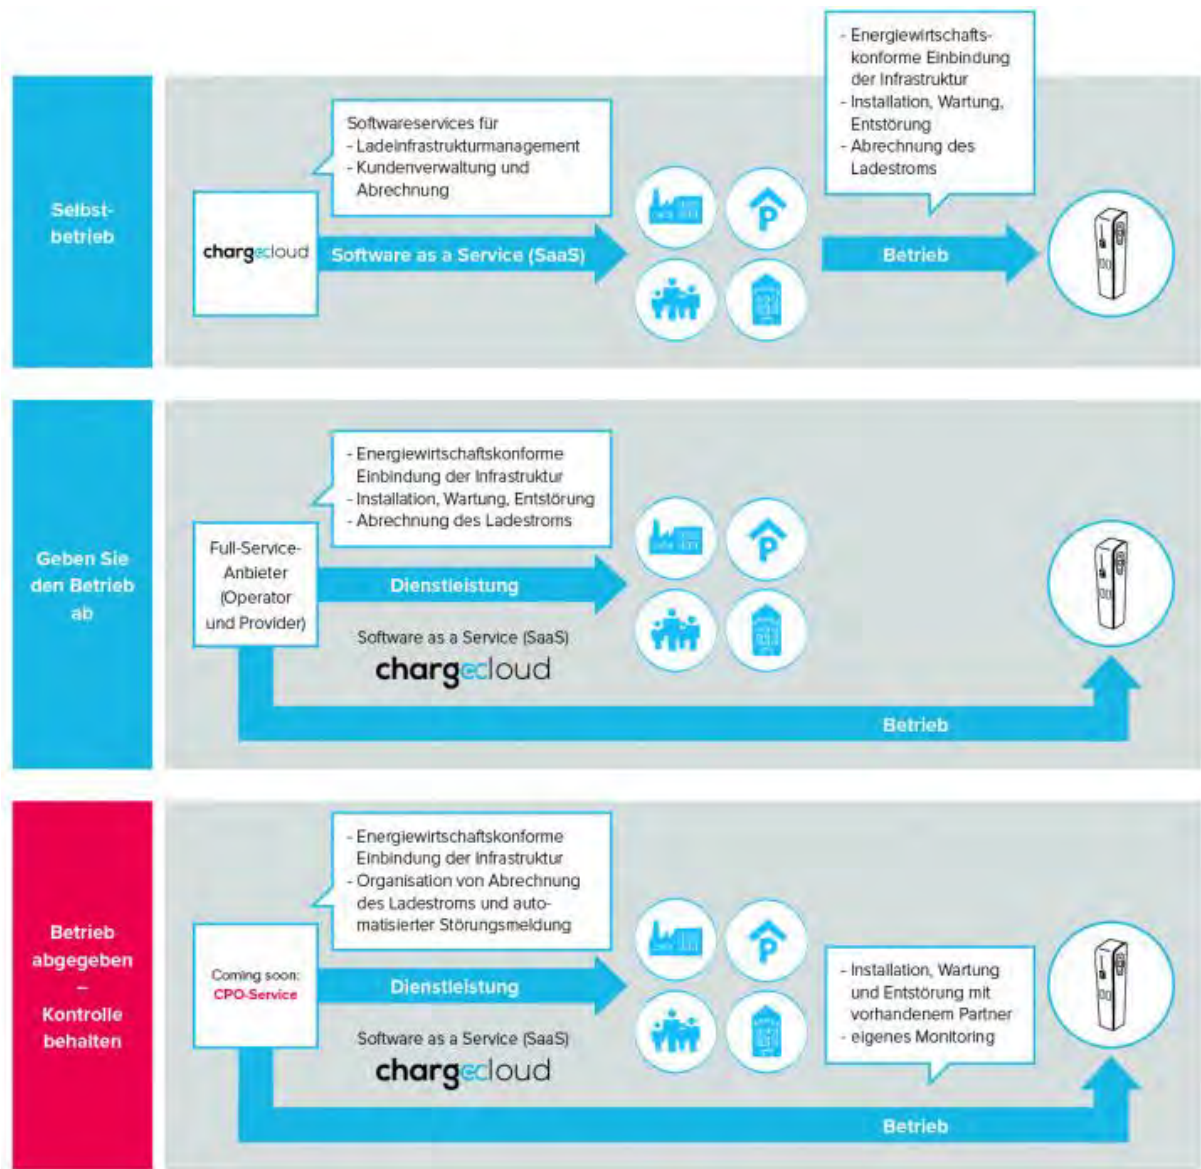 Selbst-
betrieb
chargecloud
Softwareservices für
- Ladeinfrastrukturmanagement
- Kundenverwaltung und
Abrechnung
Software as a Service (SaaS)
P
- Energiewirtschafts-
konforme Einbindung
der Infrastruktur
- Installation, Wartung,
Entstörung
- Abrechnung des
Ladestroms
Betrieb
Geben Sie
den Betrieb
ab
Full-Service-
Anbieter
(Operator
und Provider)
- Energiewirtschaftskonforme
Einbindung der Infrastruktur
- Installation, Wartung, Entstörung
- Abrechnung des Ladestroms
Dienstleistung
Software as a Service (SaaS)
chargecloud
P
Betrieb
Betrieb
abgegeben
–
Kontrolle
behalten
Coming soon:
CPO-Service
- Energiewirtschaftskonforme
Einbindung der Infrastruktur
- Organisation von Abrechnung
des Ladestroms und auto-
matisierter Störungsmeldung
Dienstleistung
Software as a Service (SaaS)
chargecloud
P
- Installation, Wartung
und Entstörung mit
vorhandenem Partner
- eigenes Monitoring
Betrieb